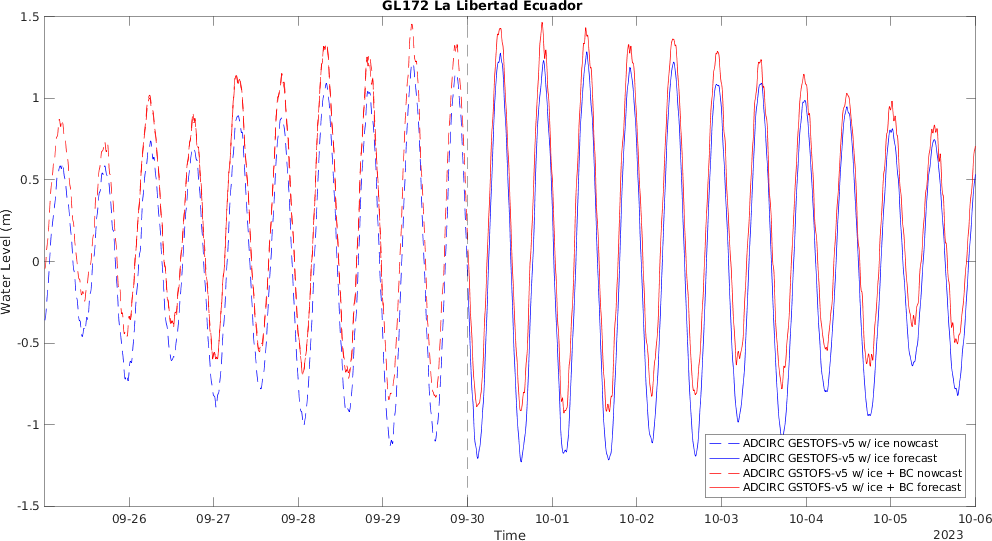 GL172 La Libertad Ecuador
1.5
1
0.5
0
-0.5
-1
-1.5
Water Level (m)
09-26 09-27 09-28 09-29 09-30 10-01 10-02 10-03 10-04 10-05 10-06
Time
2023
ADCIRC GESTOFS-v5 w/ ice nowcast
ADCIRC GESTOFS-v5 w/ ice forecast
ADCIRC GSTOFS-v5 w/ ice + BC nowcast
ADCIRC GSTOFS-v5 w/ ice + BC forecast